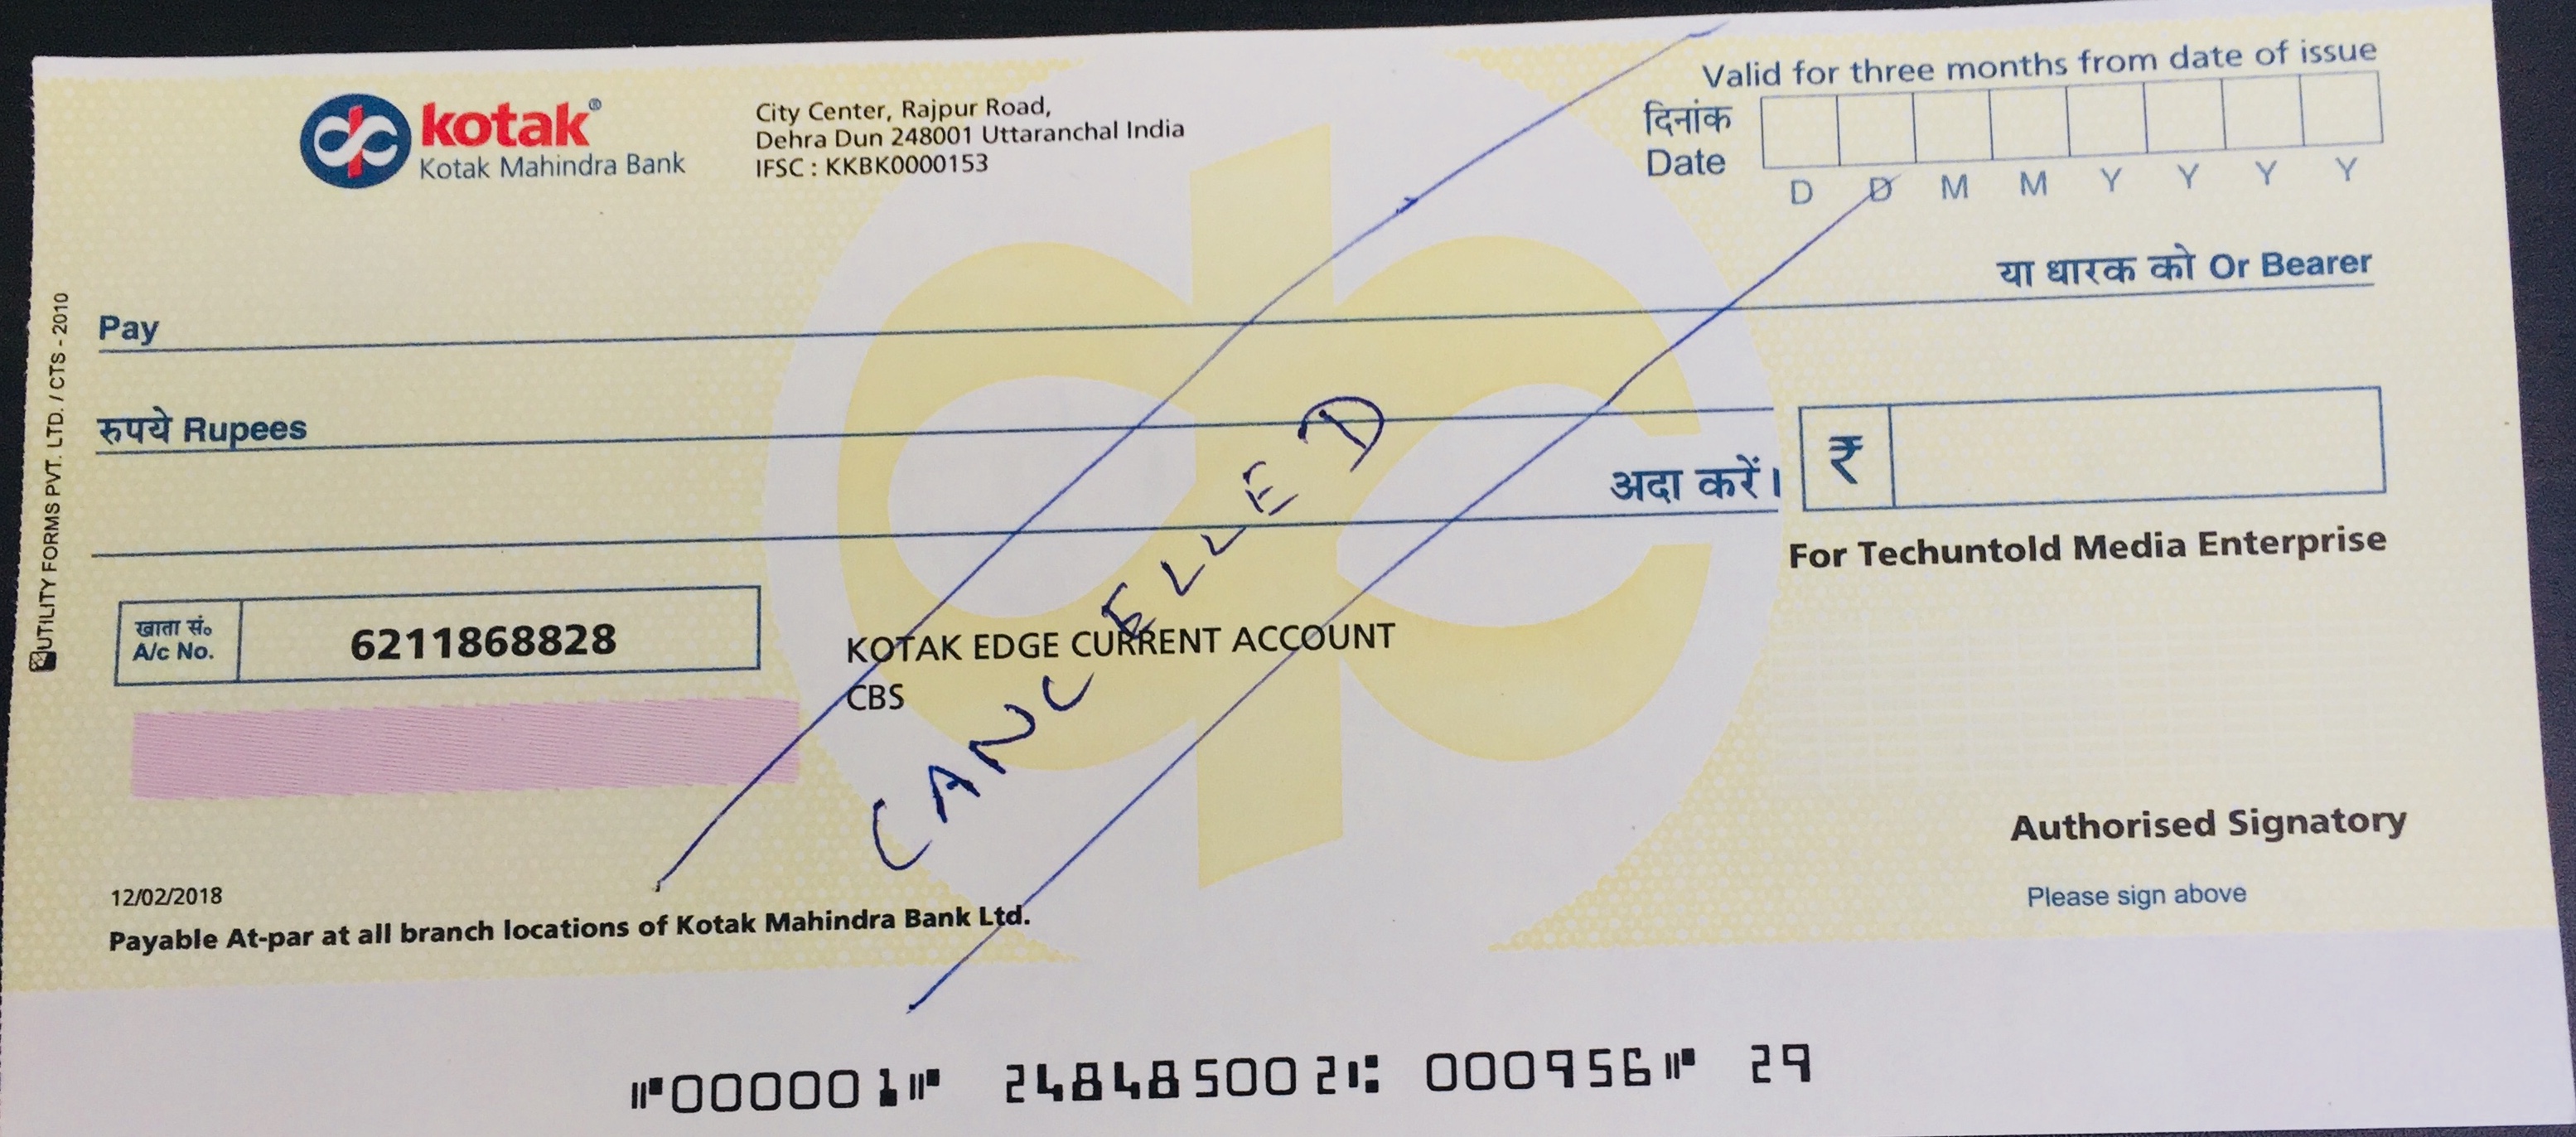 kotak®
Kotak Mahindra Bank
City Center, Rajpur Road,
Dehra Dun 248001 Uttaranchal India
IFSC : KKBK0000153
Valid for three months from date of issue
दिनांक
Date
D D M M Y Y Y Y
Pay
या धारक को Or Bearer
रुपये Rupees
अदा करें।
₹
For Techuntold Media Enterprise
खाता सं०
A/c No.
6211868828
KOTAK EDGE CURRENT ACCOUNT
CBS
CANCELLED
Authorised Signatory
Please sign above
12/02/2018
Payable At-par at all branch locations of Kotak Mahindra Bank Ltd.
UTILITY FORMS PVT. LTD. / CTS - 2010
⑈000001⑈ 248485002⑆ 000956⑈ 29